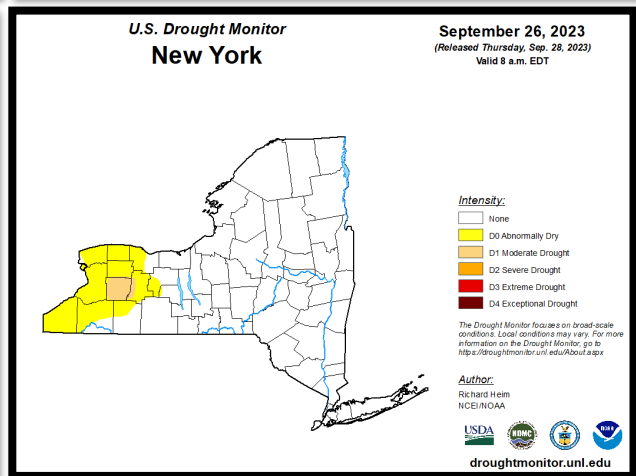 U.S. Drought Monitor
New York
September 26, 2023
(Released Thursday, Sep. 28, 2023)
Valid 8 a.m. EDT
Intensity:
None
D0 Abnormally Dry
D1 Moderate Drought
D2 Severe Drought
D3 Extreme Drought
D4 Exceptional Drought
The Drought Monitor focuses on broad-scale
conditions. Local conditions may vary. For more
information on the Drought Monitor, go to
https://droughtmonitor.unl.edu/About.aspx
Author:
Richard Heim
NCEI/NOAA
USDA
NDMC
NOAA
droughtmonitor.unl.edu